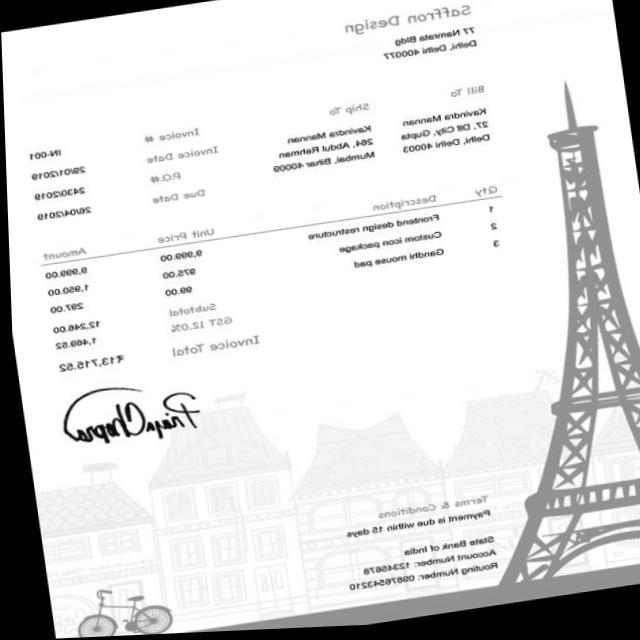 Saffron Design
77 Namrata Bldg
Delhi, Delhi 400077
Bill To
Kavindra Mannan
27, Dlf City, Gupta
Delhi, Delhi 40003
Ship To
Kavindra Mannan
264, Abdul Rehman
Mumbai, Bihar 40009
Invoice # IN-001
Invoice Date 29/01/2019
P.O.# 2430/2019
Due Date 26/04/2019
Qty Description Unit Price Amount
1 Frontend design restructure 9,999.00 9,999.00
2 Custom icon package 975.00 1,950.00
3 Gandhi mouse pad 99.00 297.00
Subtotal 12,246.00
GST 12.0% 1,469.52
Invoice Total ₹13,715.52
Priya Chopra
Terms & Conditions
Payment is due within 15 days
State Bank of India
Account Number: 12345678
Routing Number: 09876543210